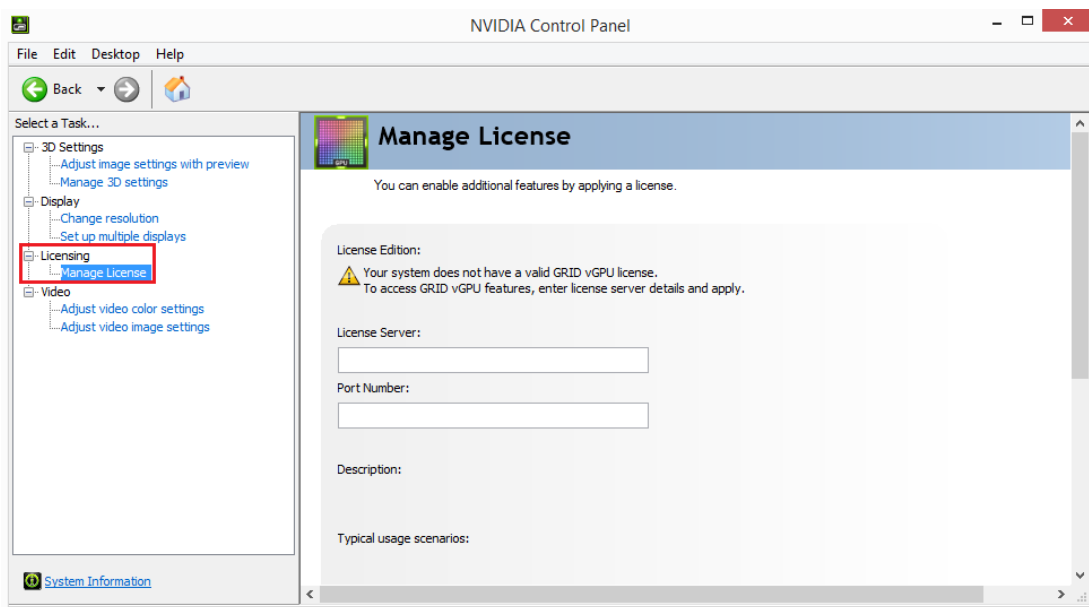 NVIDIA Control Panel
File Edit Desktop Help
Back
Select a Task...
3D Settings
Adjust image settings with preview
Manage 3D settings
Display
Change resolution
Set up multiple displays
Licensing
Manage License
Video
Adjust video color settings
Adjust video image settings
System Information
GPU
Manage License
You can enable additional features by applying a license.
License Edition:
Your system does not have a valid GRID vGPU license.
To access GRID vGPU features, enter license server details and apply.
License Server:
Port Number:
Description:
Typical usage scenarios: